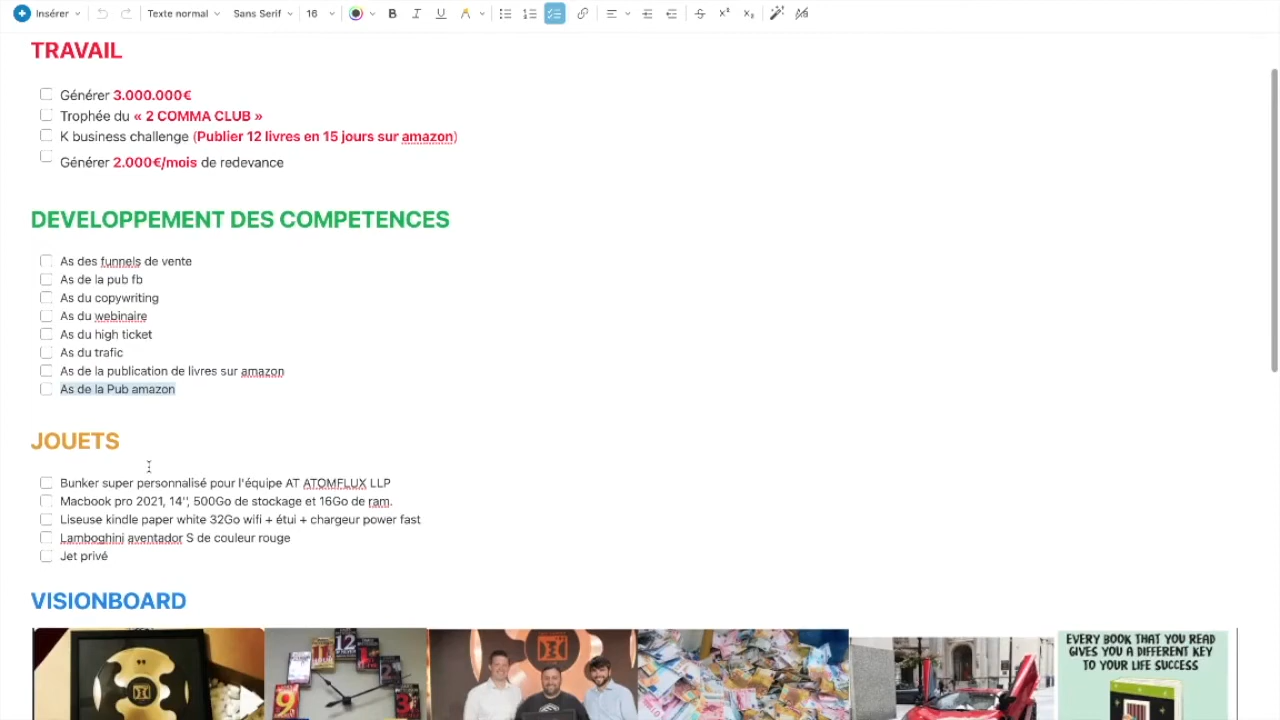 Insérer
Texte normal
Sans Serif
16
B
I
U
A
TRAVAIL
Générer 3.000.000€
Trophée du « 2 COMMA CLUB »
K business challenge (Publier 12 livres en 15 jours sur amazon)
Générer 2.000€/mois de redevance
DEVELOPPEMENT DES COMPETENCES
As des funnels de vente
As de la pub fb
As du copywriting
As du webinaire
As du high ticket
As du trafic
As de la publication de livres sur amazon
As de la Pub amazon
JOUETS
Bunker super personnalisé pour l'équipe AT ATOMFLUX LLP
Macbook pro 2021, 14'', 500Go de stockage et 16Go de ram.
Liseuse kindle paper white 32Go wifi + étui + chargeur power fast
Lamboghini aventador S de couleur rouge
Jet privé
VISIONBOARD
12
9
3
EVERY BOOK THAT YOU READ
GIVES YOU A DIFFERENT KEY
TO YOUR LIFE SUCCESS